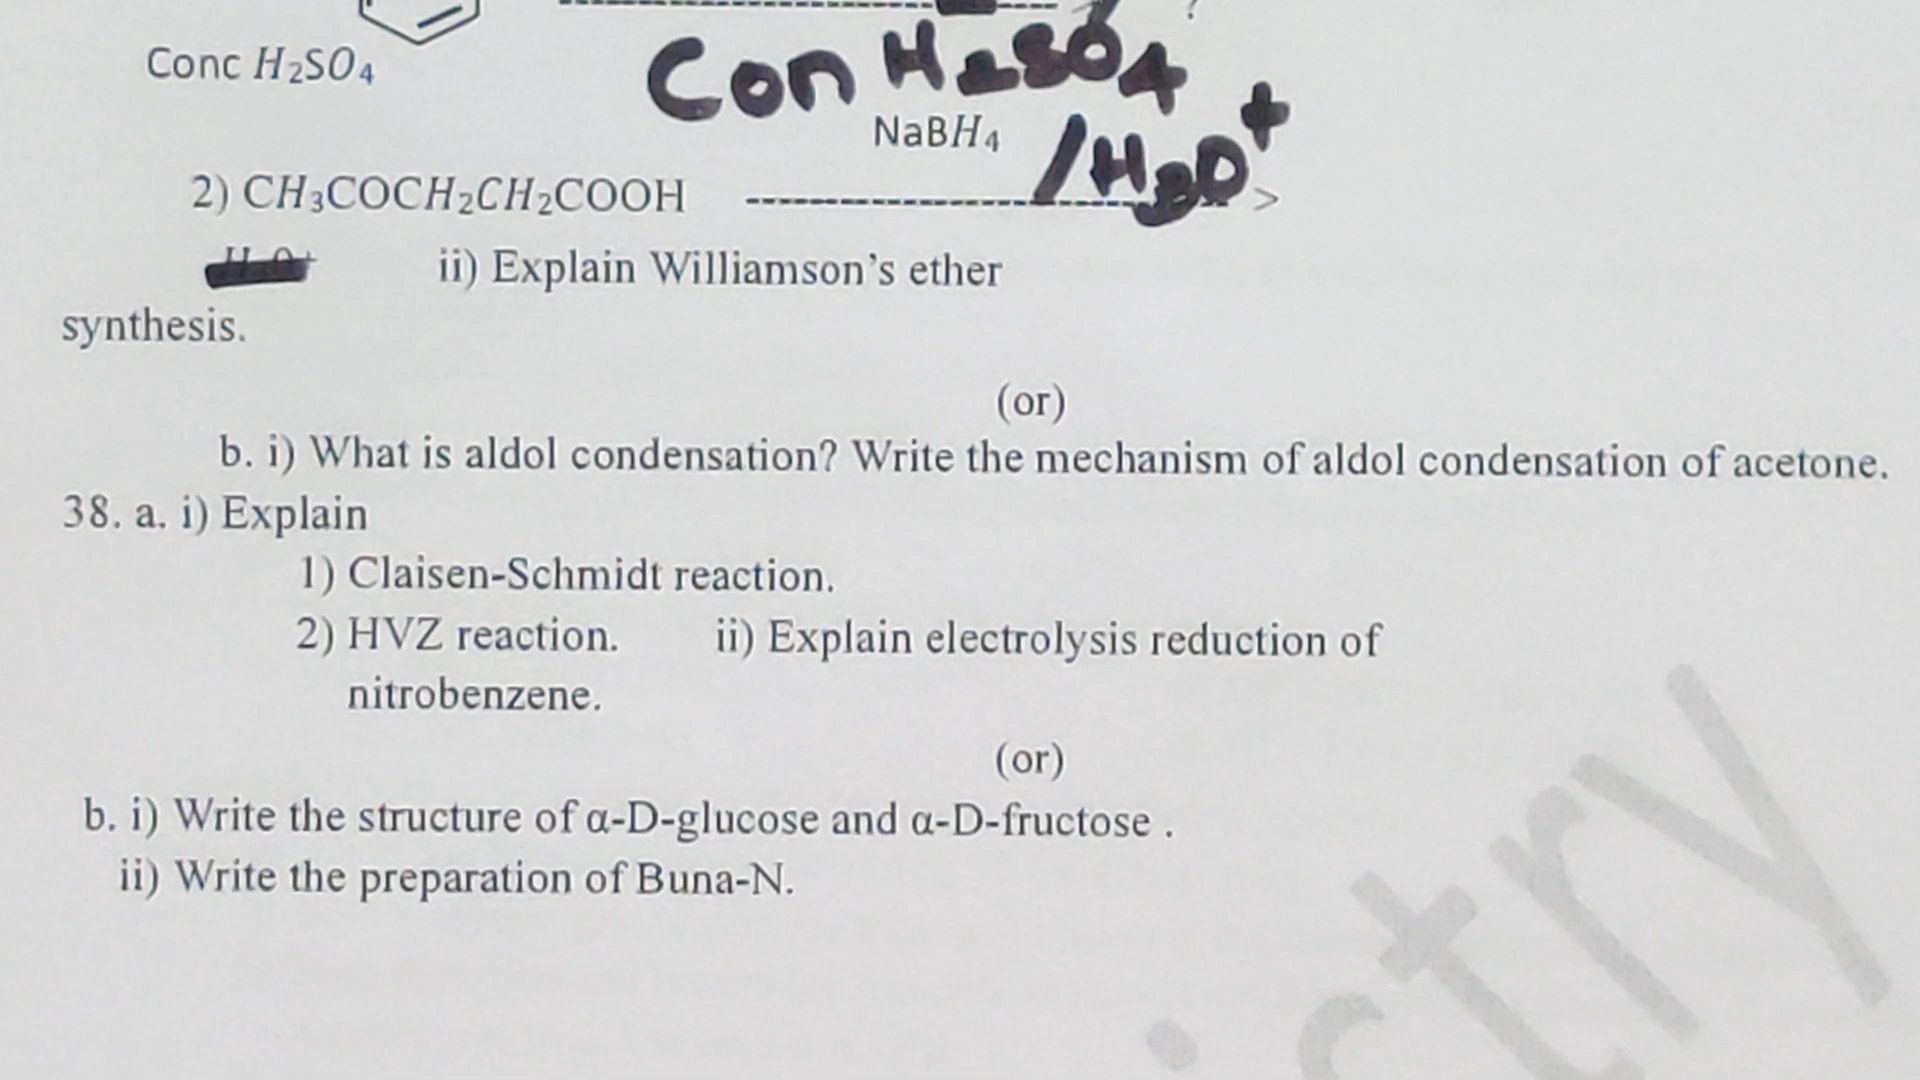 Conc H₂SO₄
Con H₂SO₄
NaBH₄ /H₃O⁺
2) CH₃COCH₂CH₂COOH ------------------------------>
ii) Explain Williamson's ether
synthesis.
(or)
b. i) What is aldol condensation? Write the mechanism of aldol condensation of acetone.
38. a. i) Explain
1) Claisen-Schmidt reaction.
2) HVZ reaction. ii) Explain electrolysis reduction of
nitrobenzene.
(or)
b. i) Write the structure of α-D-glucose and α-D-fructose .
ii) Write the preparation of Buna-N.
istry